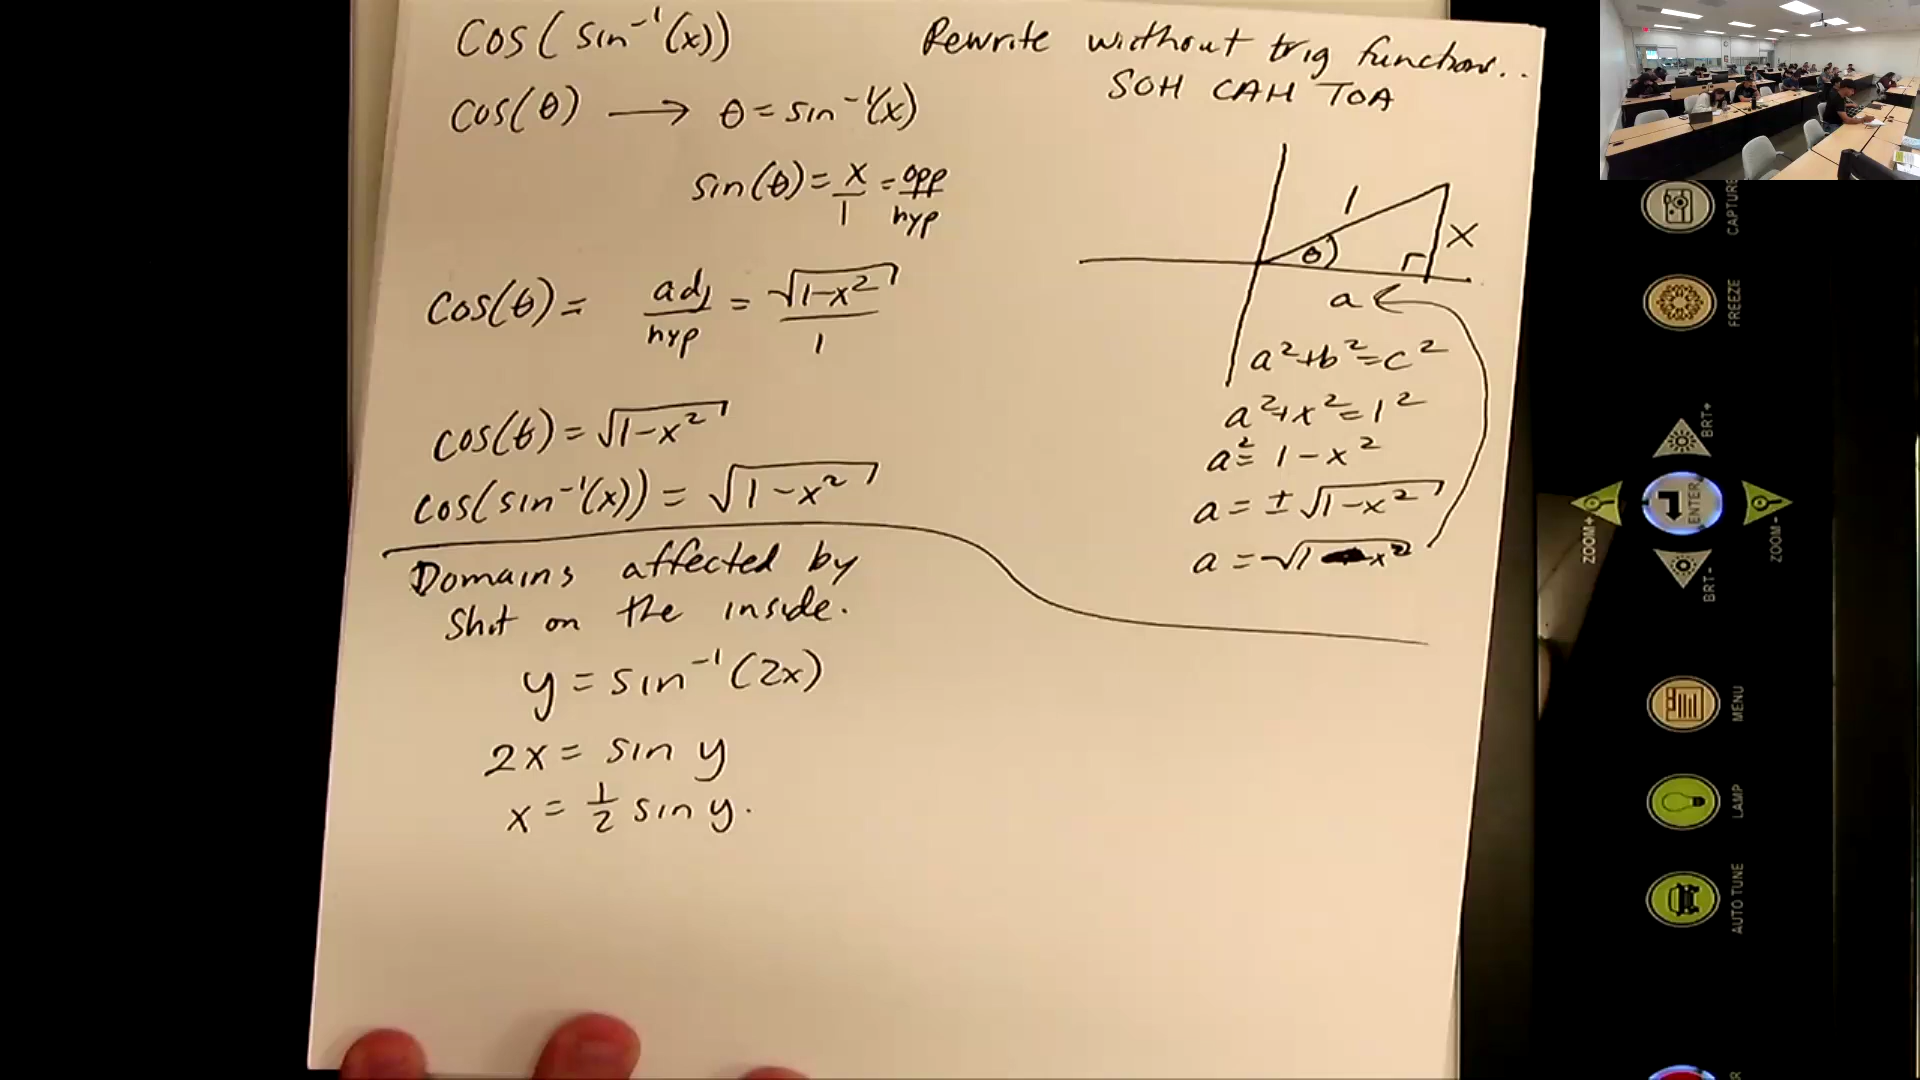 Cos(sin⁻¹(x))
Rewrite without trig functions..
SOH CAH TOA
Cos(θ) → θ = sin⁻¹(x)
sin(θ) = x/1 = opp/hyp
1
θ
x
a
Cos(θ) = adj/hyp = √(1-x²)/1
a²+b²=c²
a²+x²=1²
a²= 1-x²
a = ±√(1-x²)
a = √(1-x²)
cos(θ) = √(1-x²)
cos(sin⁻¹(x)) = √(1-x²)
Domains affected by
on the inside.
y = sin⁻¹(2x)
2x = sin y
x = 1/2 sin y.
CAPTURE
FREEZE
BRT+
ZOOM+
ENTER
ZOOM-
BRT-
MENU
LAMP
AUTO TUNE